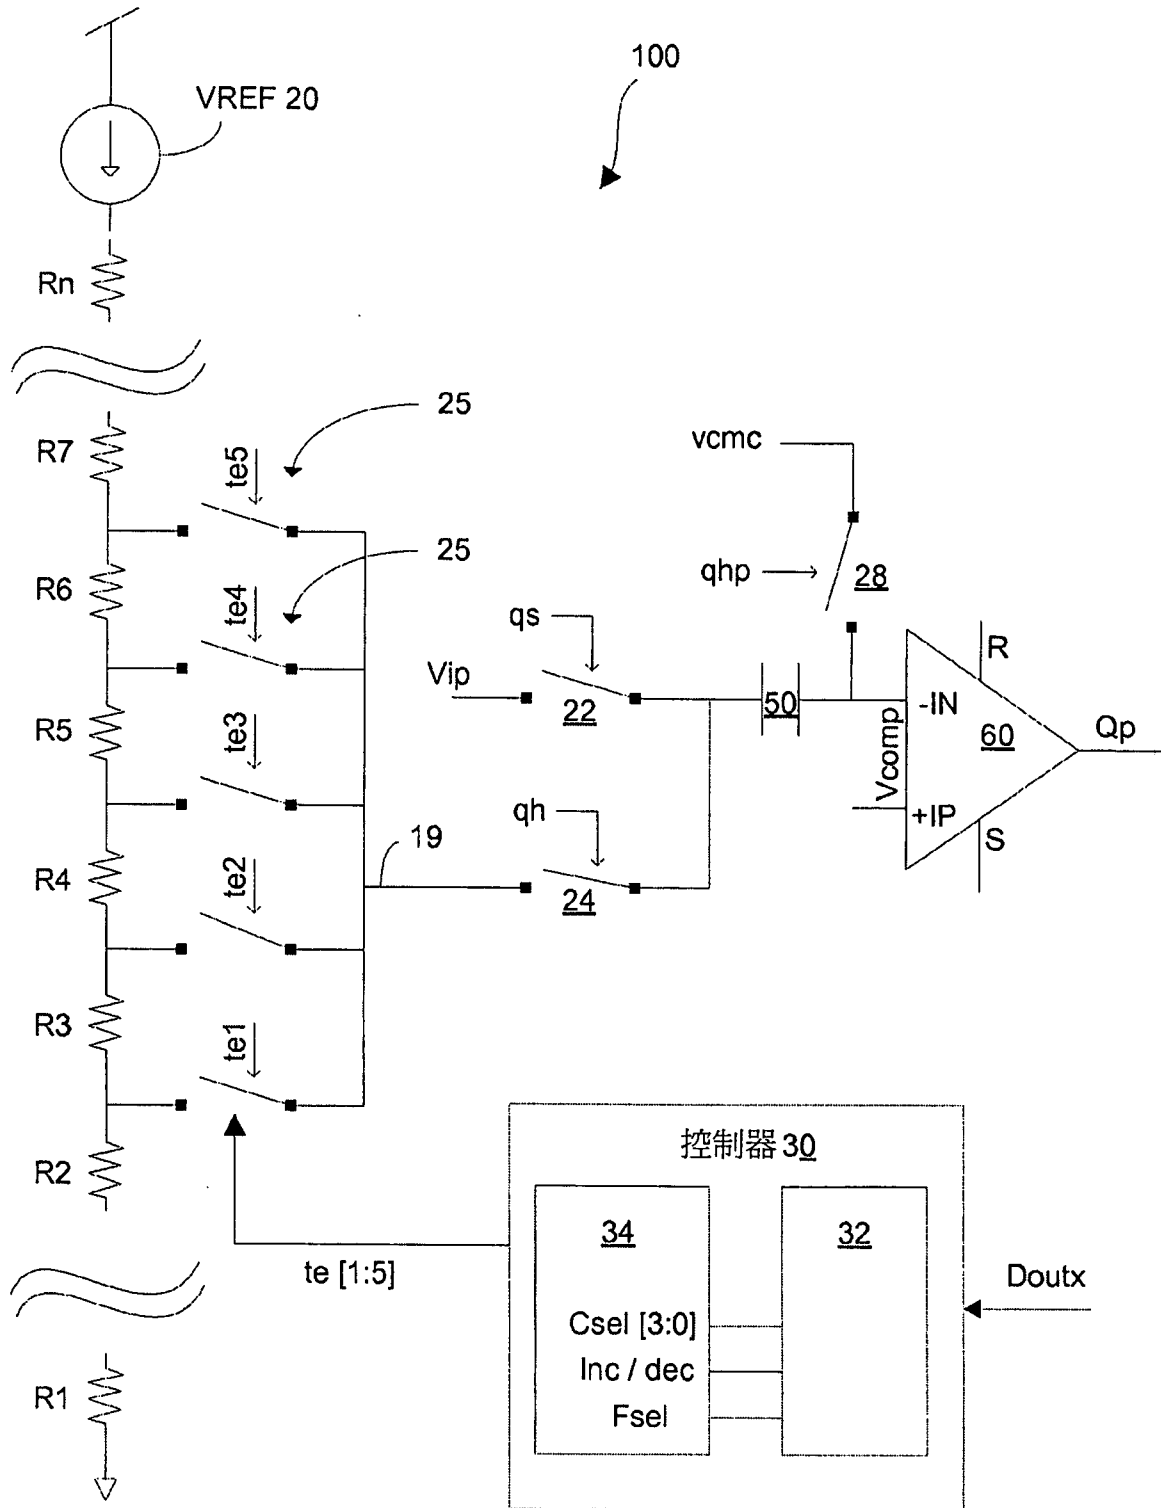 100
VREF 20
Rn
R7
te5
25
vcmc
R6
te4
25
qhp
28
qs
Vip
22
50
R
-IN
60
Vcomp
Qp
+IP
S
R5
te3
qh
24
19
R4
te2
R3
te1
R2
控制器 30
34
32
te [1:5]
Doutx
Csel [3:0]
Inc / dec
Fsel
R1